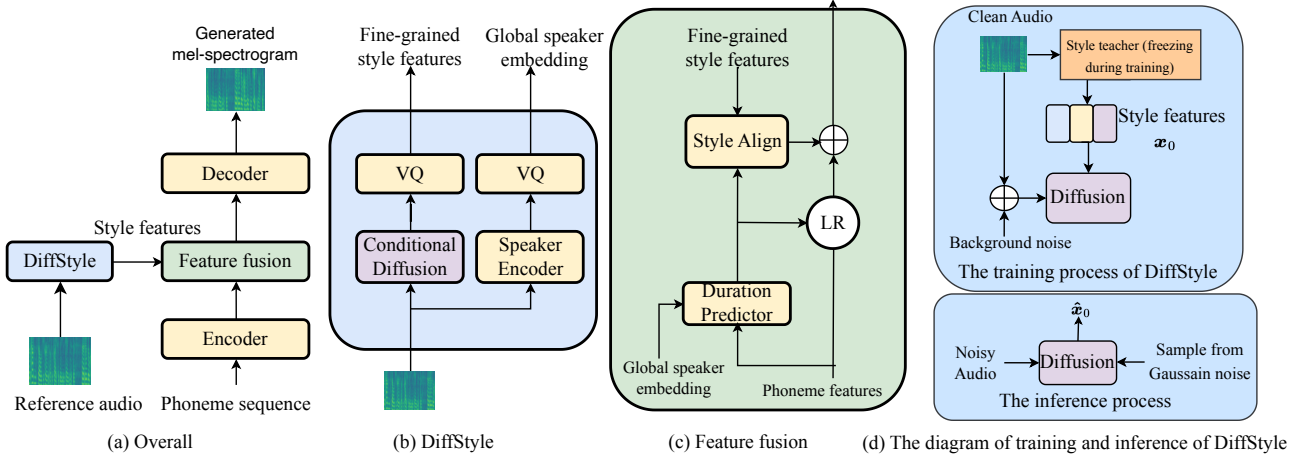 Generated
mel-spectrogram
Decoder
Style features
DiffStyle
Feature fusion
Encoder
Reference audio
Phoneme sequence
(a) Overall
Fine-grained
style features
Global speaker
embedding
VQ
VQ
Conditional
Diffusion
Speaker
Encoder
(b) DiffStyle
Fine-grained
style features
Style Align
LR
Duration
Predictor
Global speaker
embedding
Phoneme features
(c) Feature fusion
Clean Audio
Style teacher (freezing
during training)
Style features
𝒙₀
Diffusion
Background noise
The training process of DiffStyle
𝒙̂₀
Noisy
Audio
Diffusion
Sample from
Gaussain noise
The inference process
(d) The diagram of training and inference of DiffStyle